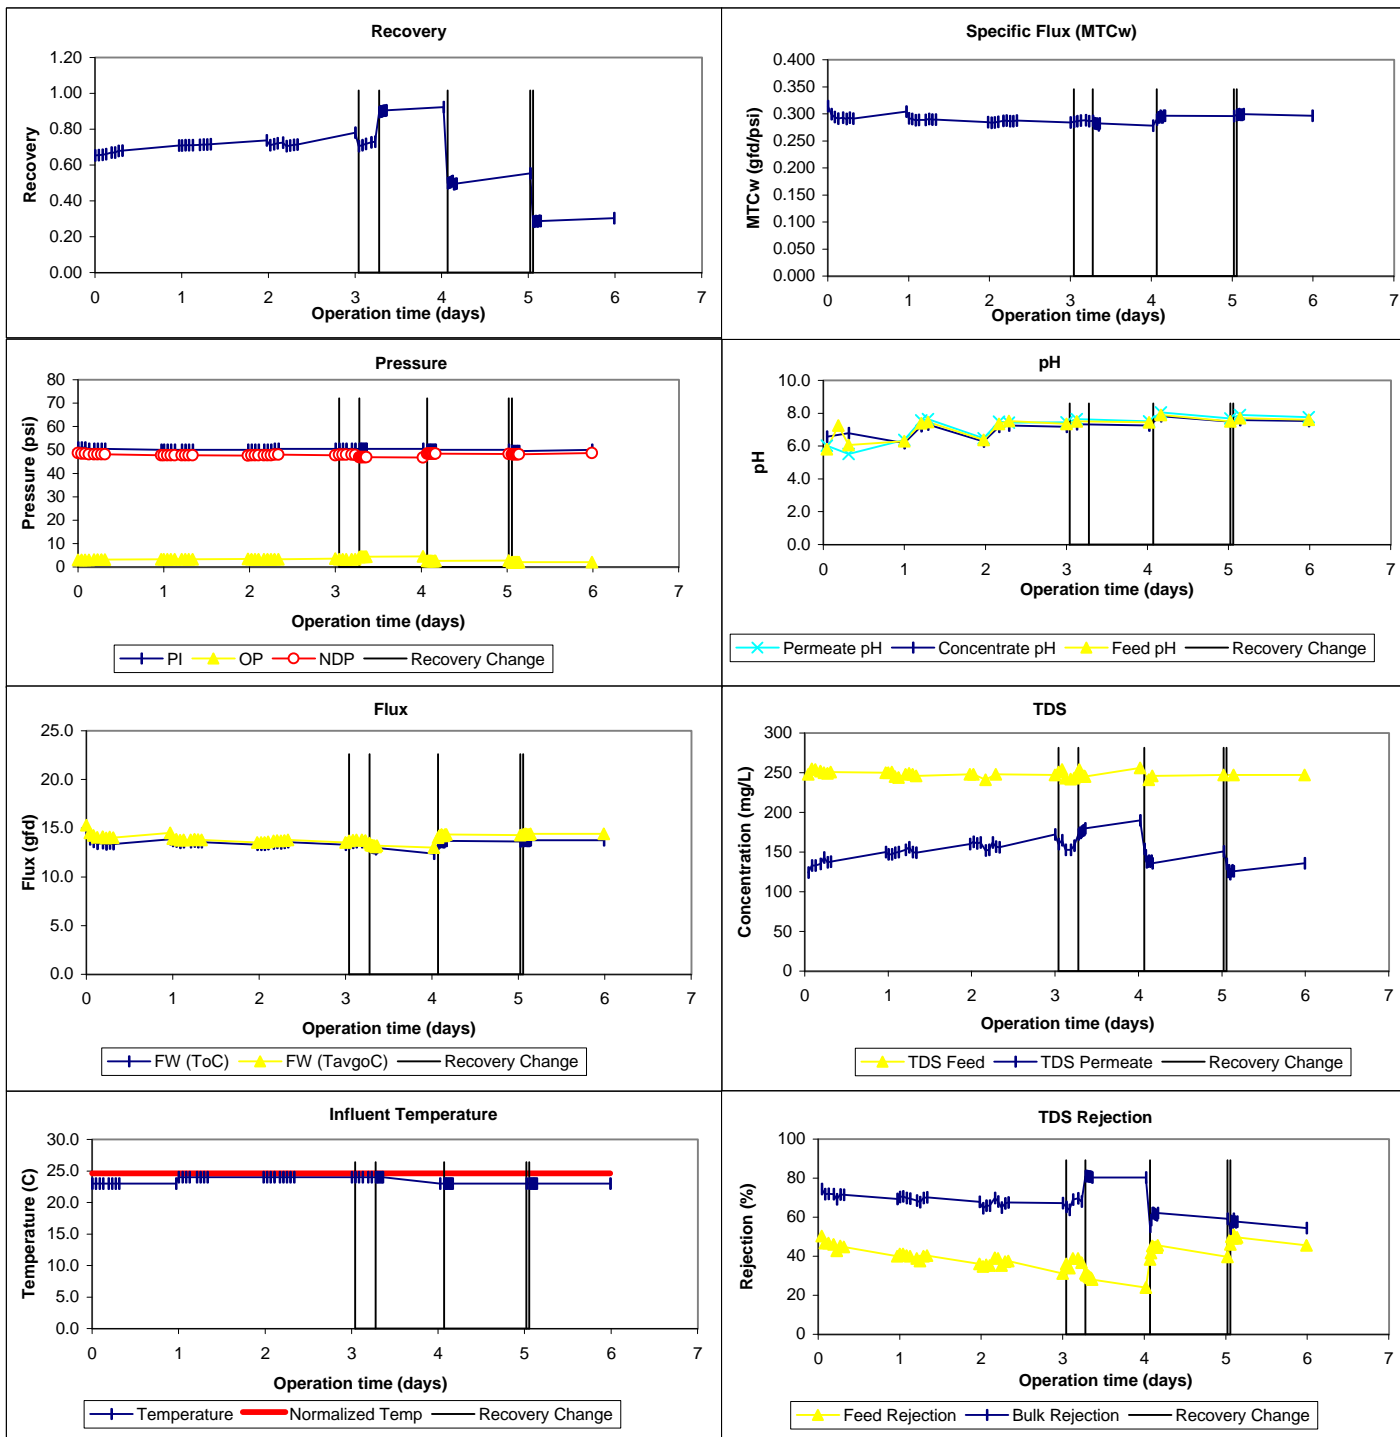 Recovery
1.20
1.00
0.80
0.60
0.40
0.20
0.00
Recovery
0 1 2 3 4 5 6 7
Operation time (days)
Specific Flux (MTCw)
0.400
0.350
0.300
0.250
0.200
0.150
0.100
0.050
0.000
MTCw (gfd/psi)
0 1 2 3 4 5 6 7
Operation time (days)
Pressure
80
70
60
50
40
30
20
10
0
Pressure (psi)
0 1 2 3 4 5 6 7
Operation time (days)
PI OP NDP Recovery Change
pH
10.0
8.0
6.0
4.0
2.0
0.0
pH
0 1 2 3 4 5 6 7
Operation time (days)
Permeate pH Concentrate pH Feed pH Recovery Change
Flux
25.0
20.0
15.0
10.0
5.0
0.0
Flux (gfd)
0 1 2 3 4 5 6 7
Operation time (days)
FW (ToC) FW (TavgoC) Recovery Change
TDS
300
250
200
150
100
50
0
Concentration (mg/L)
0 1 2 3 4 5 6 7
Operation time (days)
TDS Feed TDS Permeate Recovery Change
Influent Temperature
30.0
25.0
20.0
15.0
10.0
5.0
0.0
Temperature (C)
0 1 2 3 4 5 6 7
Operation time (days)
Temperature Normalized Temp Recovery Change
TDS Rejection
100
80
60
40
20
0
Rejection (%)
0 1 2 3 4 5 6 7
Operation time (days)
Feed Rejection Bulk Rejection Recovery Change